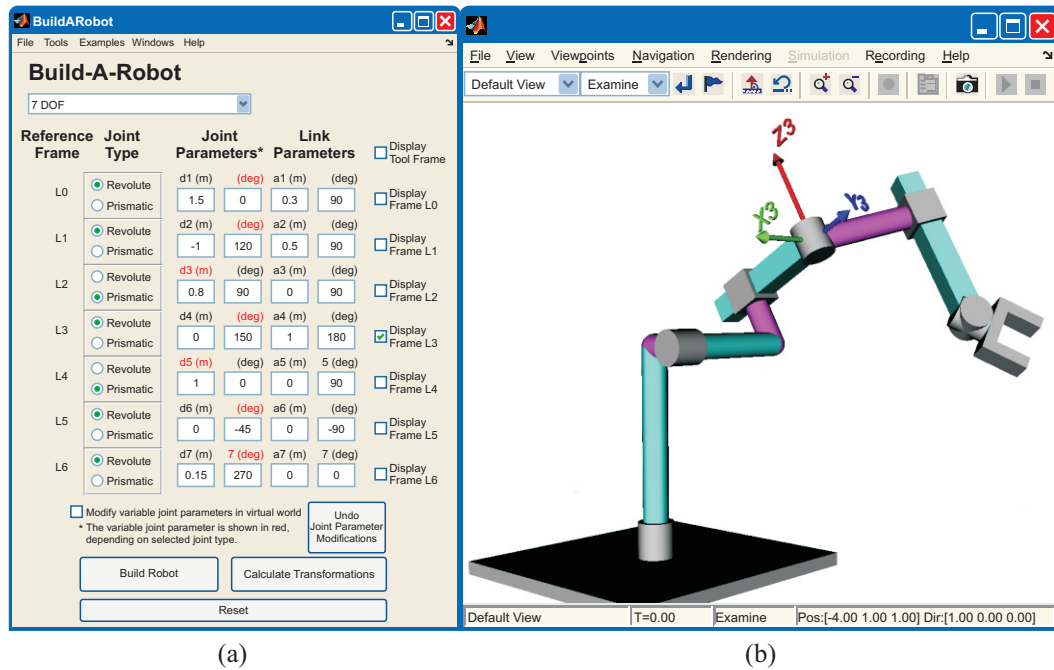 BuildARobot
File Tools Examples Windows Help
Build-A-Robot
7 DOF
Reference Frame Joint Type Joint Parameters* Link Parameters
Display Tool Frame
d1 (m) (deg) a1 (m) (deg)
L0 Revolute Prismatic 1.5 0 0.3 90 Display Frame L0
d2 (m) (deg) a2 (m) (deg)
L1 Revolute Prismatic -1 120 0.5 90 Display Frame L1
d3 (m) (deg) a3 (m) (deg)
L2 Revolute Prismatic 0.8 90 0 90 Display Frame L2
d4 (m) (deg) a4 (m) (deg)
L3 Revolute Prismatic 0 150 1 180 Display Frame L3
d5 (m) (deg) a5 (m) 5 (deg)
L4 Revolute Prismatic 1 0 0 90 Display Frame L4
d6 (m) (deg) a6 (m) (deg)
L5 Revolute Prismatic 0 -45 0 -90 Display Frame L5
d7 (m) 7 (deg) a7 (m) 7 (deg)
L6 Revolute Prismatic 0.15 270 0 0 Display Frame L6
Modify variable joint parameters in virtual world
* The variable joint parameter is shown in red,
depending on selected joint type.
Undo
Joint Parameter
Modifications
Build Robot
Calculate Transformations
Reset
(a)
File View Viewpoints Navigation Rendering Simulation Recording Help
Default View Examine
Z3
X3
Y3
Default View T=0.00 Examine Pos:[-4.00 1.00 1.00] Dir:[1.00 0.00 0.00]
(b)